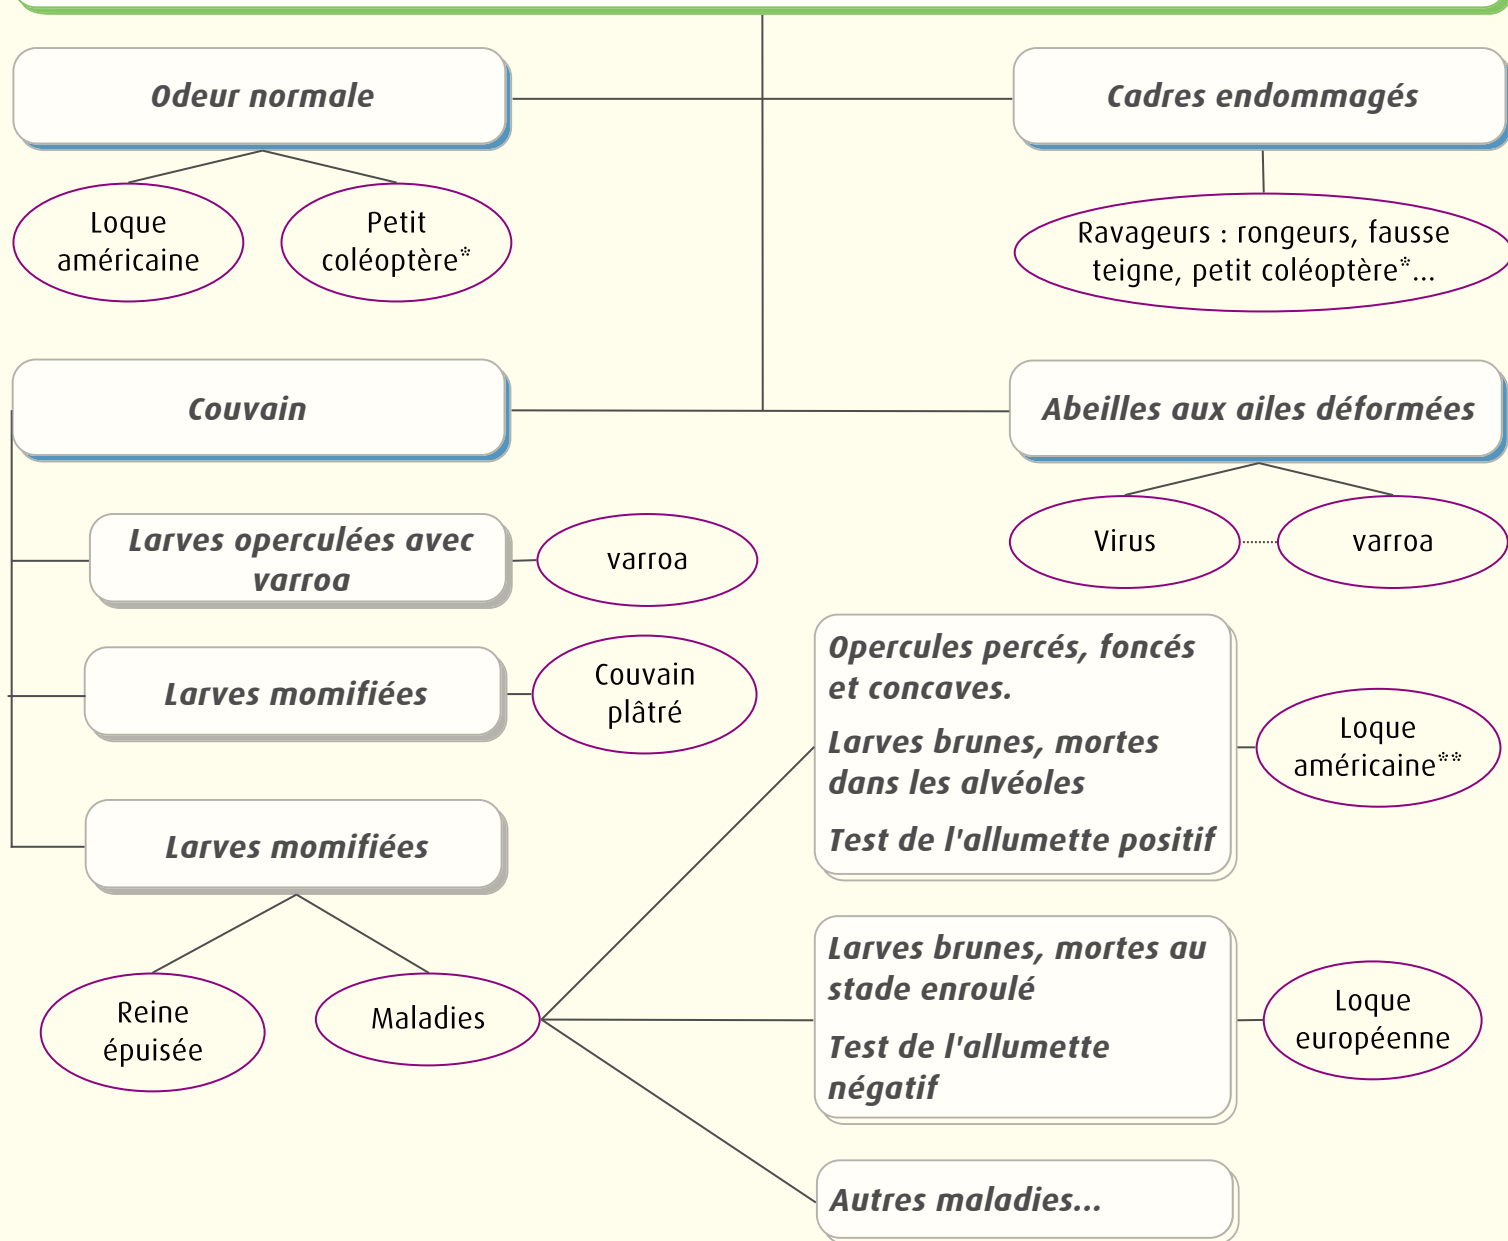 Odeur normale
Cadres endommagés
Loque
américaine
Petit
coléoptère*
Ravageurs : rongeurs, fausse
teigne, petit coléoptère*...
Couvain
Abeilles aux ailes déformées
Larves operculées avec
varroa
varroa
Virus
varroa
Larves momifiées
Couvain
plâtré
Opercules percés, foncés
et concaves.
Larves brunes, mortes
dans les alvéoles
Test de l'allumette positif
Loque
américaine**
Larves momifiées
Reine
épuisée
Maladies
Larves brunes, mortes au
stade enroulé
Test de l'allumette
négatif
Loque
européenne
Autres maladies...